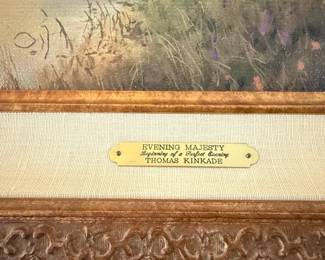 EVENING MAJESTY
Beginning of a Perfect Evening
THOMAS KINKADE